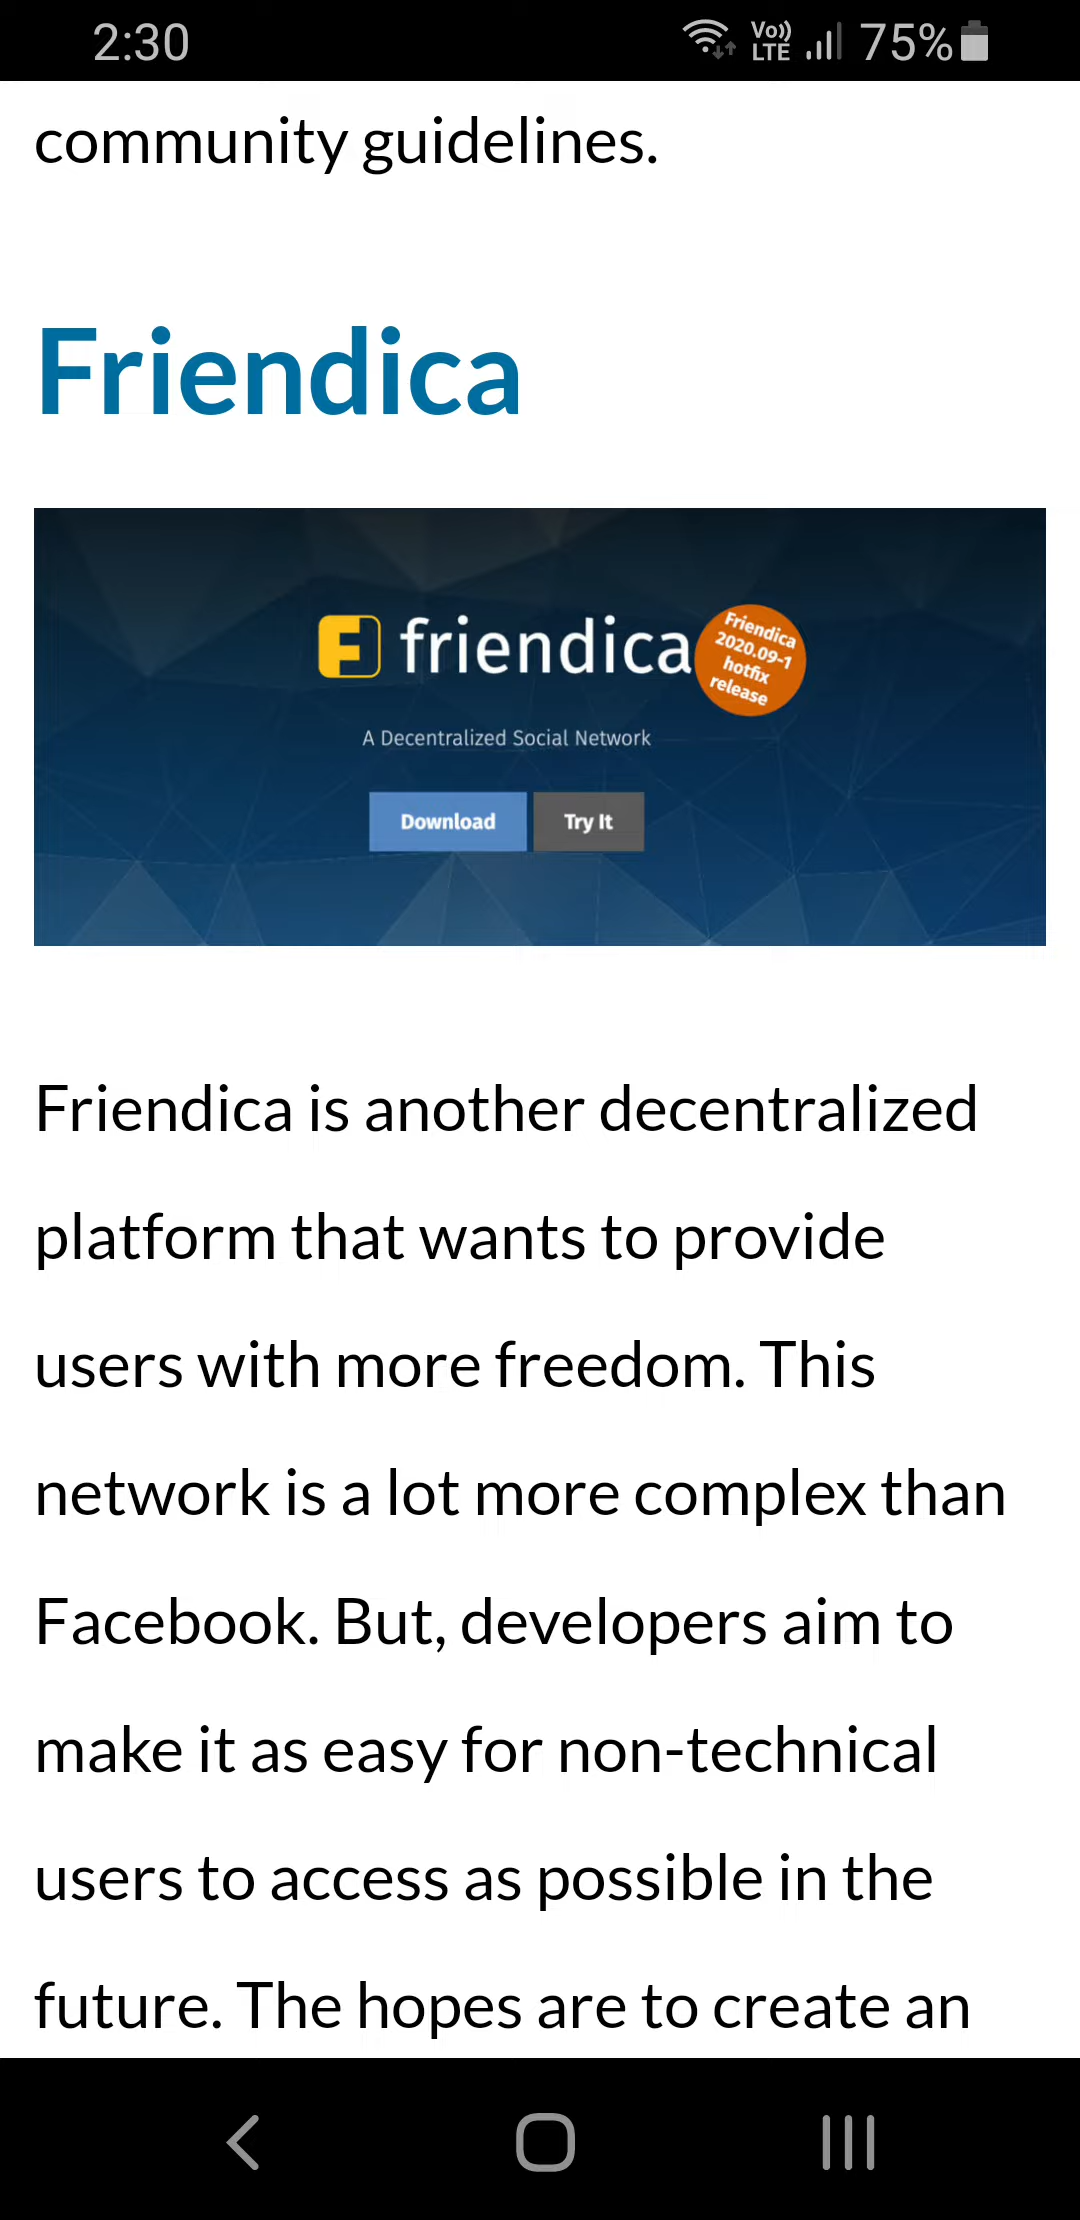 2:30
Vo)) LTE 75%
community guidelines.
Friendica
F friendica
Friendica
2020.09-1
hotfix
release
A Decentralized Social Network
Download Try It
Friendica is another decentralized
platform that wants to provide
users with more freedom. This
network is a lot more complex than
Facebook. But, developers aim to
make it as easy for non-technical
users to access as possible in the
future. The hopes are to create an